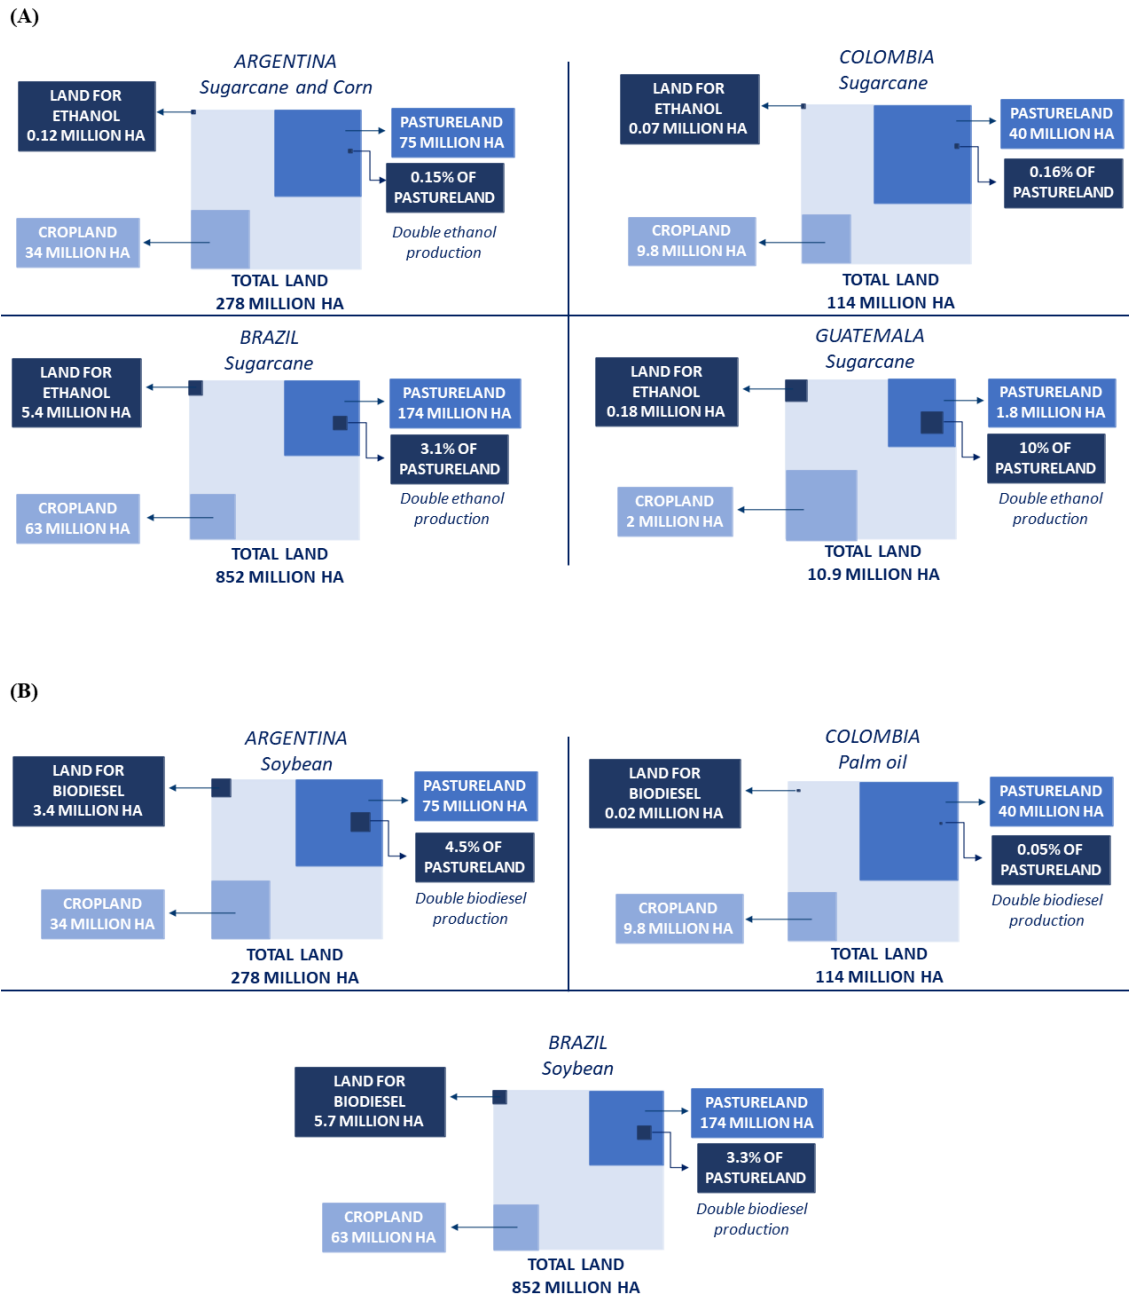 (A)
ARGENTINA
Sugarcane and Corn
LAND FOR
ETHANOL
0.12 MILLION HA
PASTURELAND
75 MILLION HA
0.15% OF
PASTURELAND
Double ethanol
production
CROPLAND
34 MILLION HA
TOTAL LAND
278 MILLION HA
COLOMBIA
Sugarcane
LAND FOR
ETHANOL
0.07 MILLION HA
PASTURELAND
40 MILLION HA
0.16% OF
PASTURELAND
CROPLAND
9.8 MILLION HA
TOTAL LAND
114 MILLION HA
BRAZIL
Sugarcane
LAND FOR
ETHANOL
5.4 MILLION HA
PASTURELAND
174 MILLION HA
3.1% OF
PASTURELAND
Double ethanol
production
CROPLAND
63 MILLION HA
TOTAL LAND
852 MILLION HA
GUATEMALA
Sugarcane
LAND FOR
ETHANOL
0.18 MILLION HA
PASTURELAND
1.8 MILLION HA
10% OF
PASTURELAND
Double ethanol
production
CROPLAND
2 MILLION HA
TOTAL LAND
10.9 MILLION HA
(B)
ARGENTINA
Soybean
LAND FOR
BIODIESEL
3.4 MILLION HA
PASTURELAND
75 MILLION HA
4.5% OF
PASTURELAND
Double biodiesel
production
CROPLAND
34 MILLION HA
TOTAL LAND
278 MILLION HA
COLOMBIA
Palm oil
LAND FOR
BIODIESEL
0.02 MILLION HA
PASTURELAND
40 MILLION HA
0.05% OF
PASTURELAND
Double biodiesel
production
CROPLAND
9.8 MILLION HA
TOTAL LAND
114 MILLION HA
BRAZIL
Soybean
LAND FOR
BIODIESEL
5.7 MILLION HA
PASTURELAND
174 MILLION HA
3.3% OF
PASTURELAND
Double biodiesel
production
CROPLAND
63 MILLION HA
TOTAL LAND
852 MILLION HA